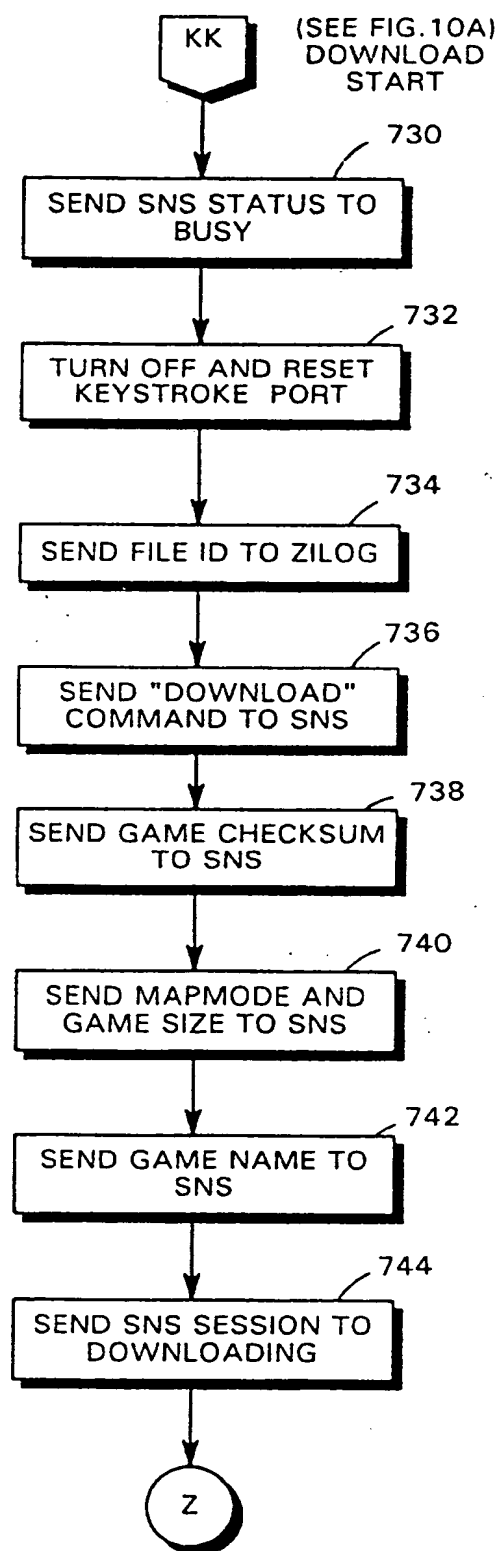 KK
(SEE FIG.10A)
DOWNLOAD
START
730
SEND SNS STATUS TO
BUSY
732
TURN OFF AND RESET
KEYSTROKE PORT
734
SEND FILE ID TO ZILOG
736
SEND "DOWNLOAD"
COMMAND TO SNS
738
SEND GAME CHECKSUM
TO SNS
740
SEND MAPMODE AND
GAME SIZE TO SNS
742
SEND GAME NAME TO
SNS
744
SEND SNS SESSION TO
DOWNLOADING
Z